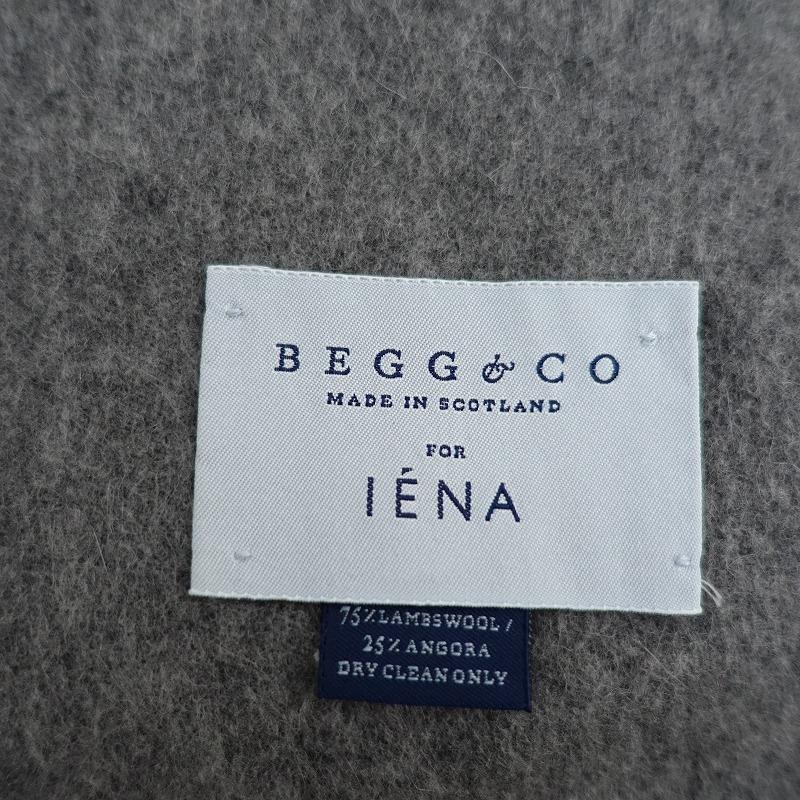 BEGG & CO
MADE IN SCOTLAND
FOR
IÉNA
75% LAMBSWOOL /
25% ANGORA
DRY CLEAN ONLY